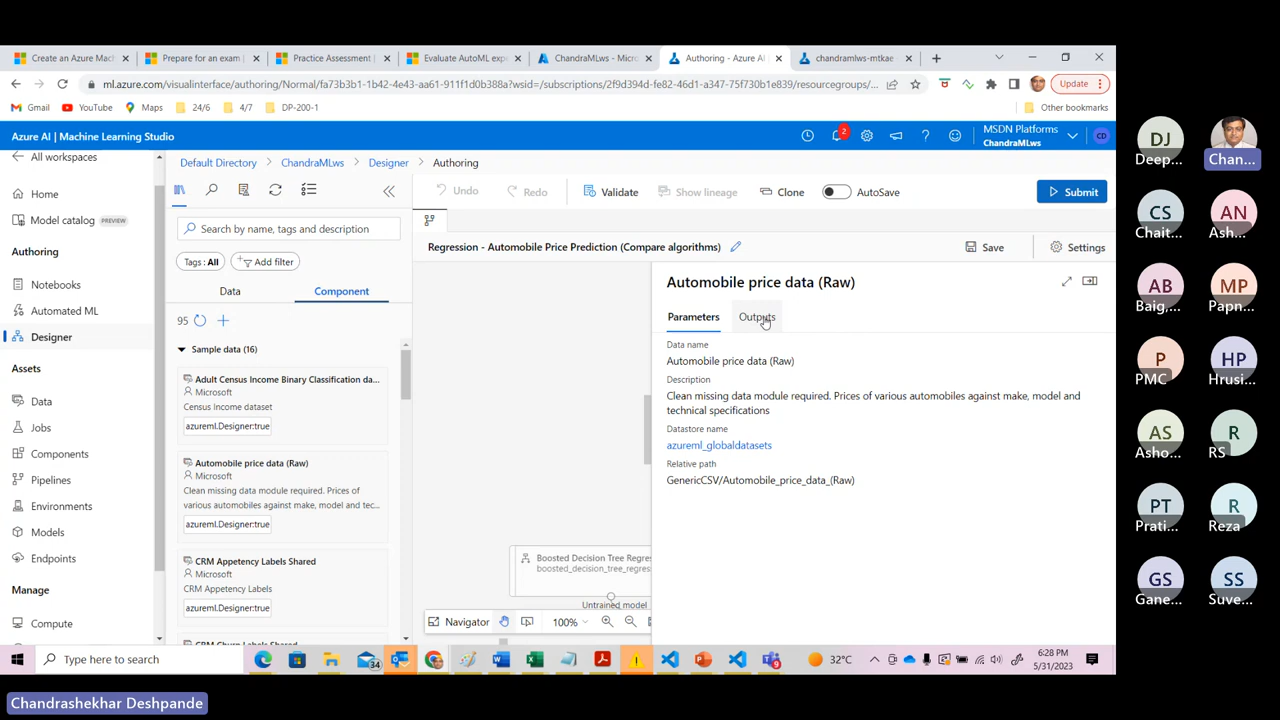 Create an Azure Mach
Prepare for an exam |
Practice Assessment |
Evaluate AutoML exp
ChandraMLws - Micro
Authoring - Azure AI |
chandramlws-mtkae
ml.azure.com/visualinterface/authoring/Normal/fa73b3b1-1b42-4e43-aa61-911f1d0b388a?wsid=/subscriptions/2f9d394d-fe82-46d1-a347-75f730b1e839/resourcegroups/...
Update
Gmail
YouTube
Maps
24/6
4/7
DP-200-1
Other bookmarks
Azure AI | Machine Learning Studio
2
MSDN Platforms
ChandraMLws
CD
All workspaces
Home
Model catalog PREVIEW
Authoring
Notebooks
Automated ML
Designer
Assets
Data
Jobs
Components
Pipelines
Environments
Models
Endpoints
Manage
Compute
Default Directory > ChandraMLws > Designer > Authoring
Search by name, tags and description
Tags : All
Add filter
Data
Component
95
Sample data (16)
Adult Census Income Binary Classification da...
Microsoft
Census Income dataset
azureml.Designer:true
Automobile price data (Raw)
Microsoft
Clean missing data module required. Prices of
various automobiles against make, model and tec...
azureml.Designer:true
CRM Appetency Labels Shared
Microsoft
CRM Appetency Labels
azureml.Designer:true
CRM Churn Labels Shared
Undo
Redo
Validate
Show lineage
Clone
AutoSave
Submit
Regression - Automobile Price Prediction (Compare algorithms)
Save
Settings
Boosted Decision Tree Regres
boosted_decision_tree_regress
Untrained model
Navigator
100%
Automobile price data (Raw)
Parameters
Outputs
Data name
Automobile price data (Raw)
Description
Clean missing data module required. Prices of various automobiles against make, model and
technical specifications
Datastore name
azureml_globaldatasets
Relative path
GenericCSV/Automobile_price_data_(Raw)
Type here to search
34
9
32°C
6:28 PM
5/31/2023
DJ
Deep...
Chan...
CS
Chait...
AN
Ash...
AB
Baig,...
MP
Papn...
P
PMC
HP
Hrusi...
AS
Asho...
R
RS
PT
Prati...
R
Reza
GS
Gane...
SS
Suve...
Chandrashekhar Deshpande